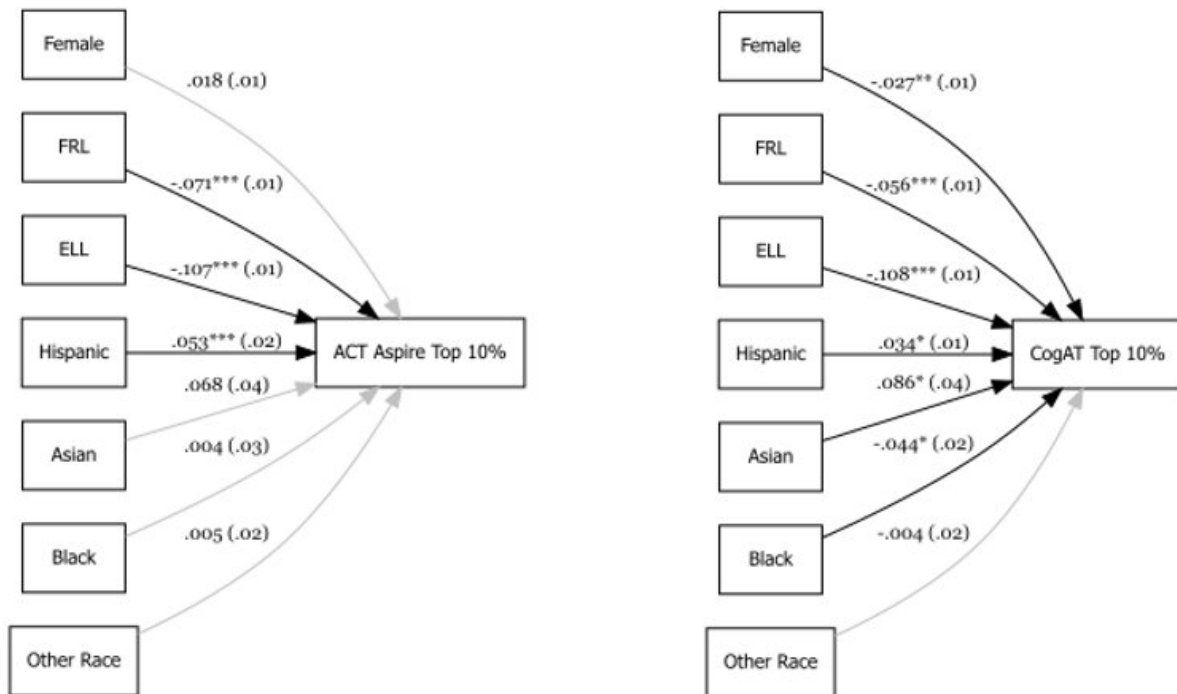 Female
.018 (.01)
FRL
-.071*** (.01)
ELL
-.107*** (.01)
Hispanic
.053*** (.02)
ACT Aspire Top 10%
.068 (.04)
Asian
.004 (.03)
Black
.005 (.02)
Other Race
Female
-.027** (.01)
FRL
-.056*** (.01)
ELL
-.108*** (.01)
Hispanic
.034* (.01)
CogAT Top 10%
.086* (.04)
Asian
-.044* (.02)
Black
-.004 (.02)
Other Race